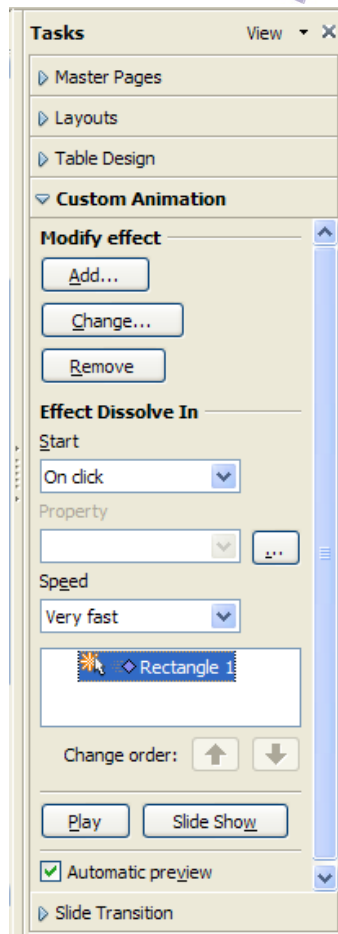 Tasks View
Master Pages
Layouts
Table Design
Custom Animation
Modify effect
Add...
Change...
Remove
Effect Dissolve In
Start
On click
Property
...
Speed
Very fast
Rectangle 1
Change order:
Play Slide Show
Automatic preview
Slide Transition